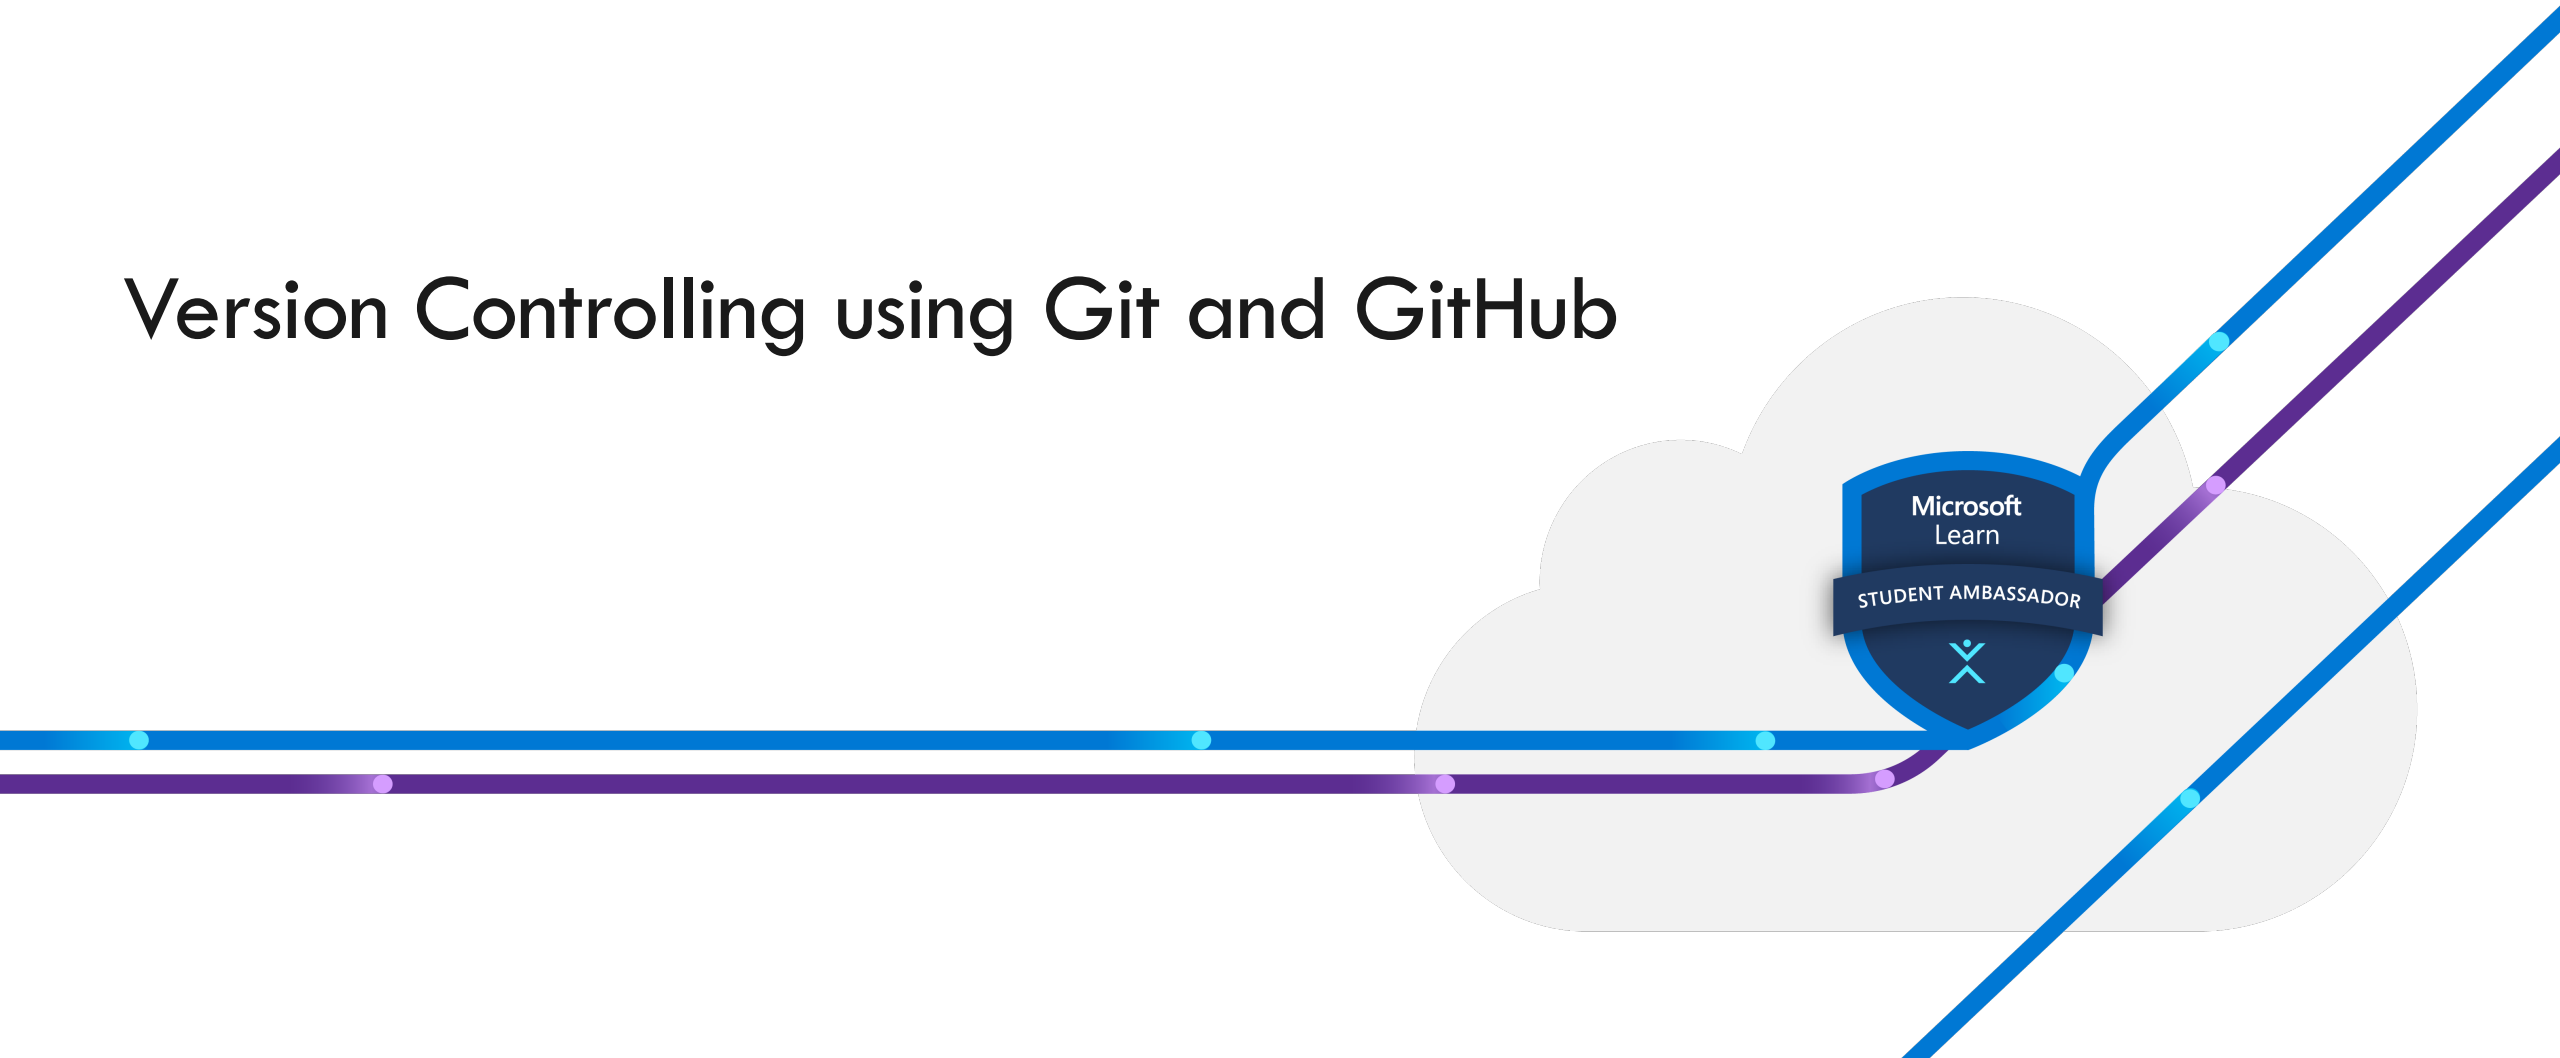 Version Controlling using Git and GitHub
Microsoft
Learn
STUDENT AMBASSADOR